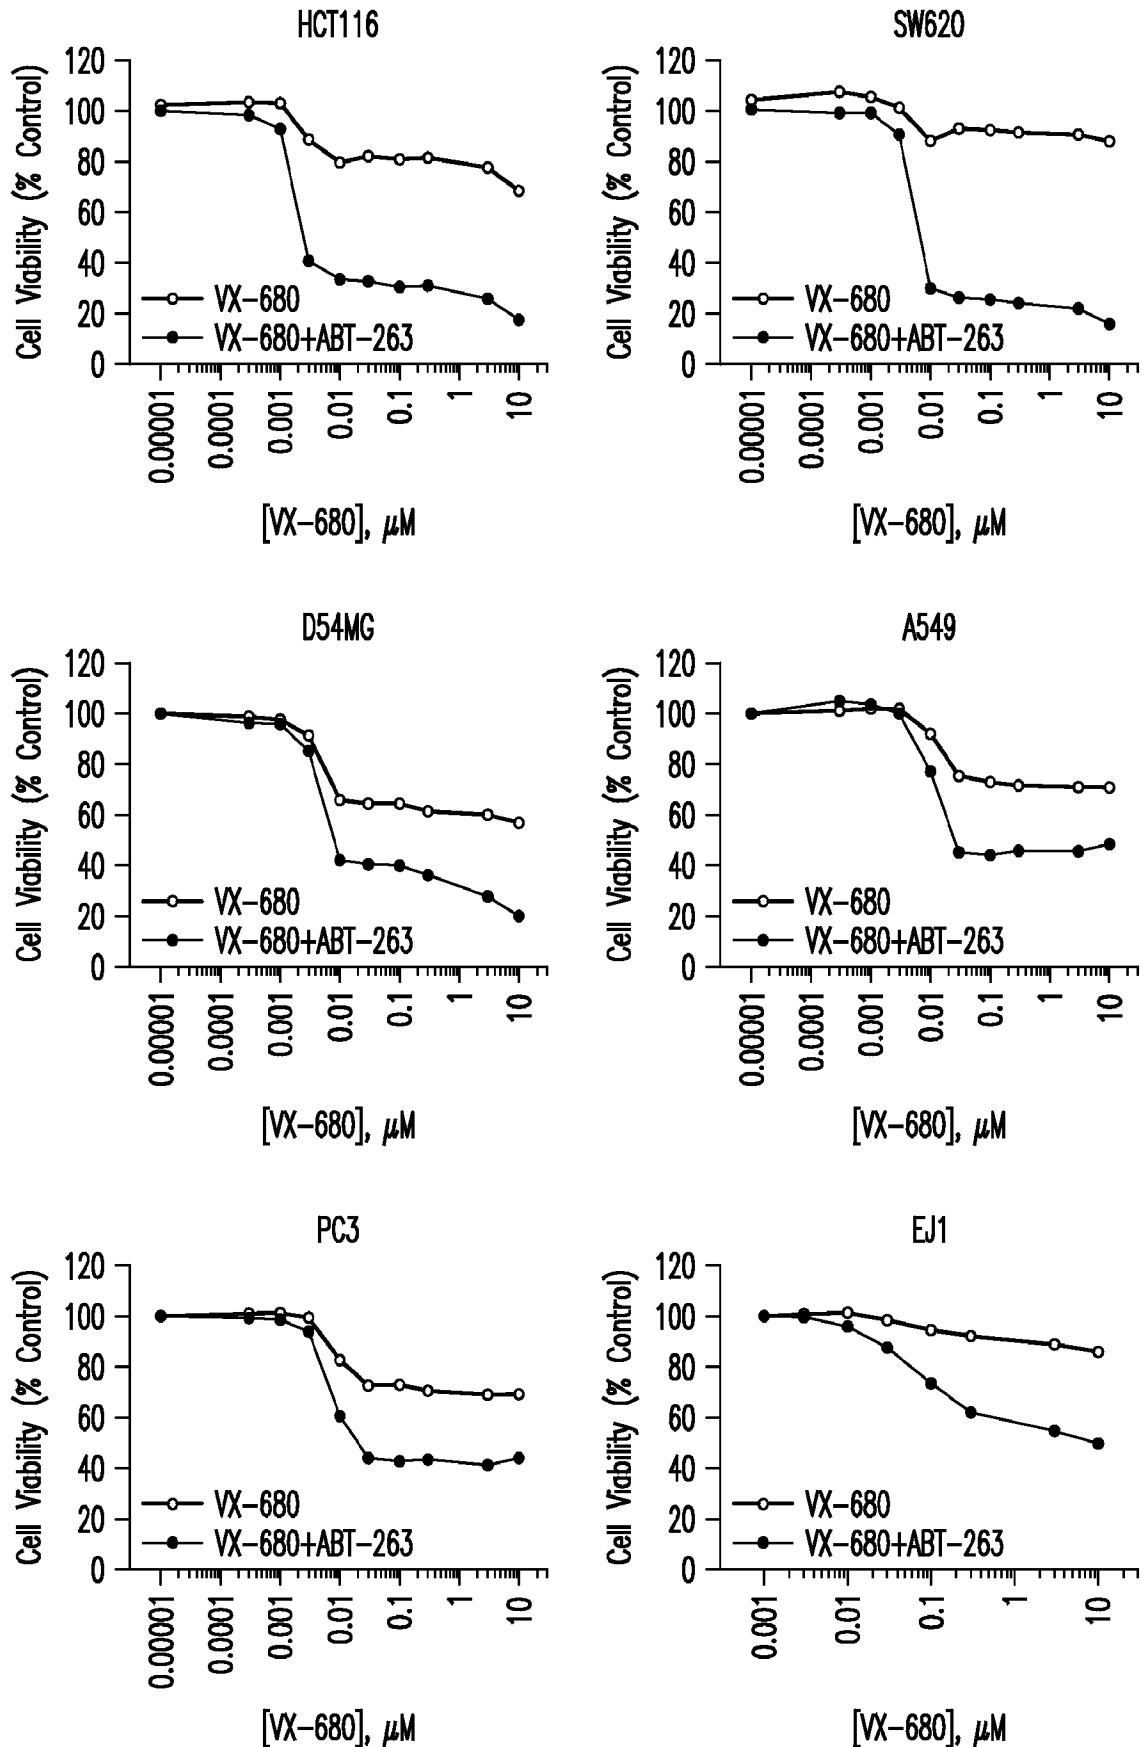 HCT116
Cell Viability (% Control)
120
100
80
60
40
20
0
VX-680
VX-680+ABT-263
0.00001
0.0001
0.001
0.01
0.1
1
10
[VX-680], μM
SW620
Cell Viability (% Control)
120
100
80
60
40
20
0
VX-680
VX-680+ABT-263
0.00001
0.0001
0.001
0.01
0.1
1
10
[VX-680], μM
D54MG
Cell Viability (% Control)
120
100
80
60
40
20
0
VX-680
VX-680+ABT-263
0.00001
0.0001
0.001
0.01
0.1
1
10
[VX-680], μM
A549
Cell Viability (% Control)
120
100
80
60
40
20
0
VX-680
VX-680+ABT-263
0.00001
0.0001
0.001
0.01
0.1
1
10
[VX-680], μM
PC3
Cell Viability (% Control)
120
100
80
60
40
20
0
VX-680
VX-680+ABT-263
0.00001
0.0001
0.001
0.01
0.1
1
10
[VX-680], μM
EJ1
Cell Viability (% Control)
120
100
80
60
40
20
0
VX-680
VX-680+ABT-263
0.001
0.01
0.1
1
10
[VX-680], μM